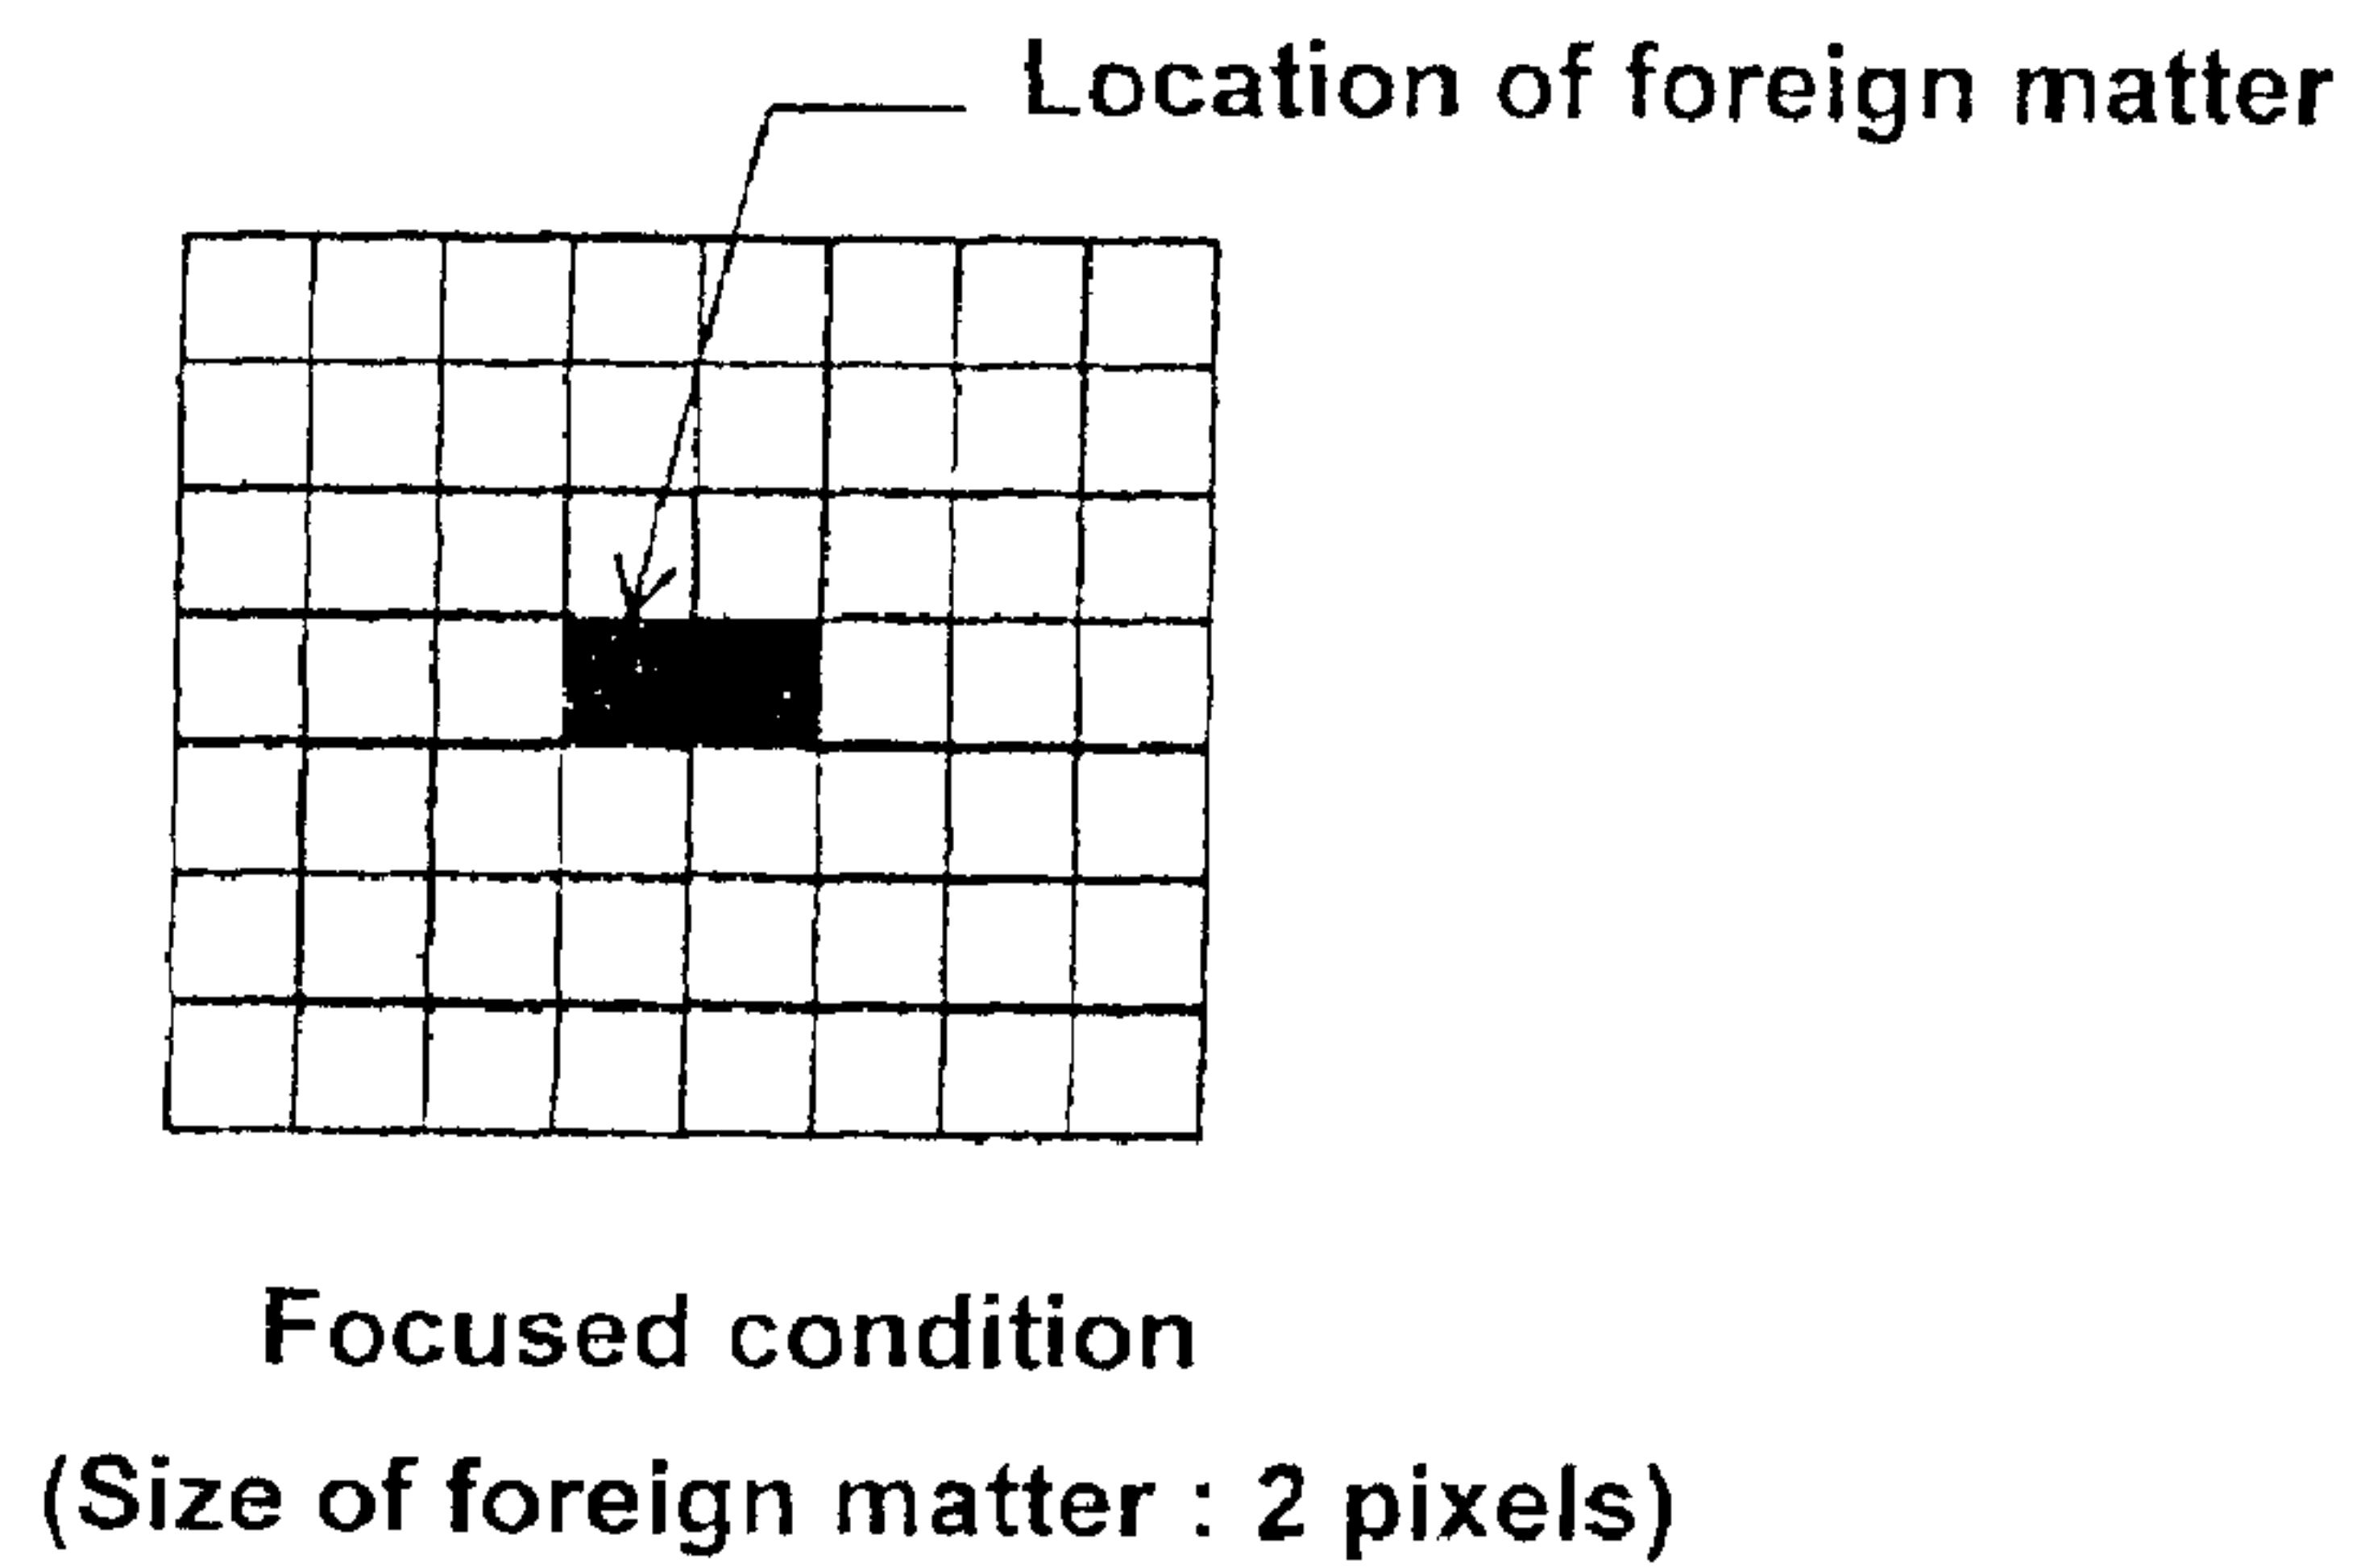 Location of foreign matter
Focused condition
(Size of foreign matter : 2 pixels)